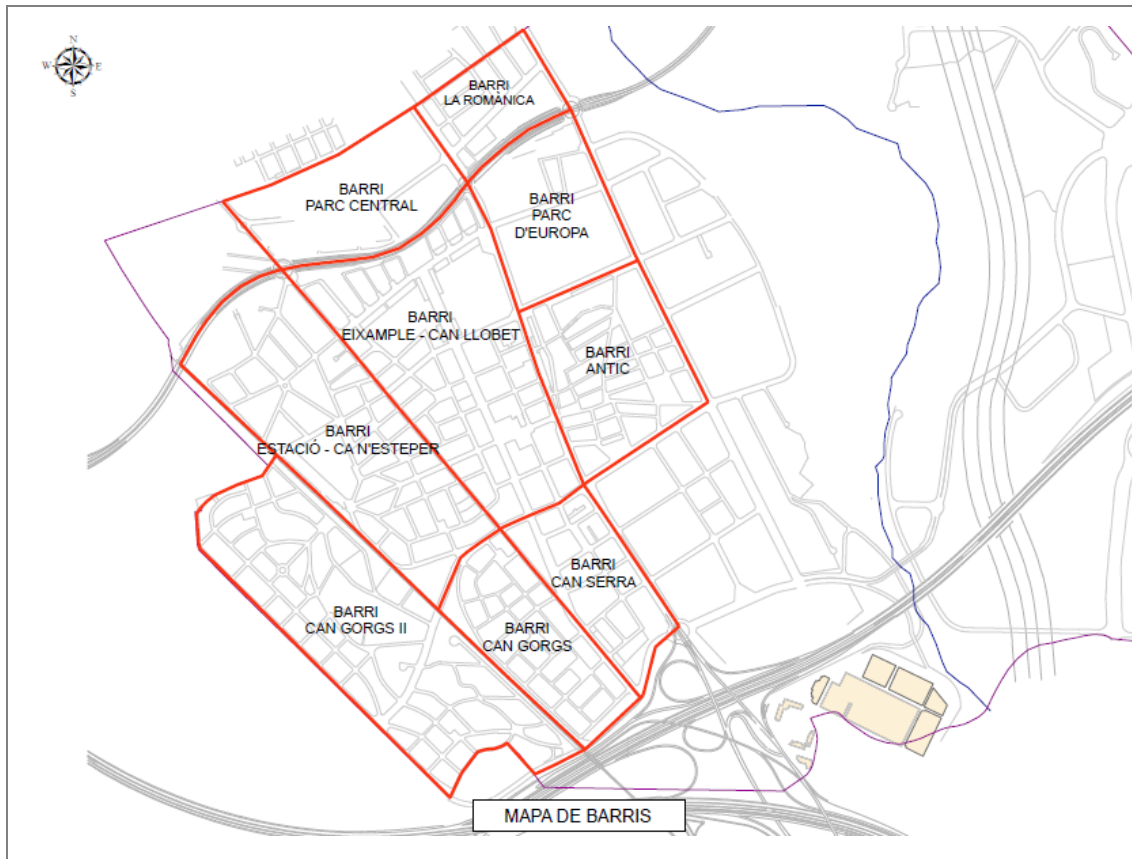 N
W E
S
BARRI
LA ROMÀNICA
BARRI
PARC CENTRAL
BARRI
PARC
D'EUROPA
BARRI
EIXAMPLE - CAN LLOBET
BARRI
ANTIC
BARRI
ESTACIÓ - CA N'ESTEPER
BARRI
CAN SERRA
BARRI
CAN GORGS II
BARRI
CAN GORGS
MAPA DE BARRIS